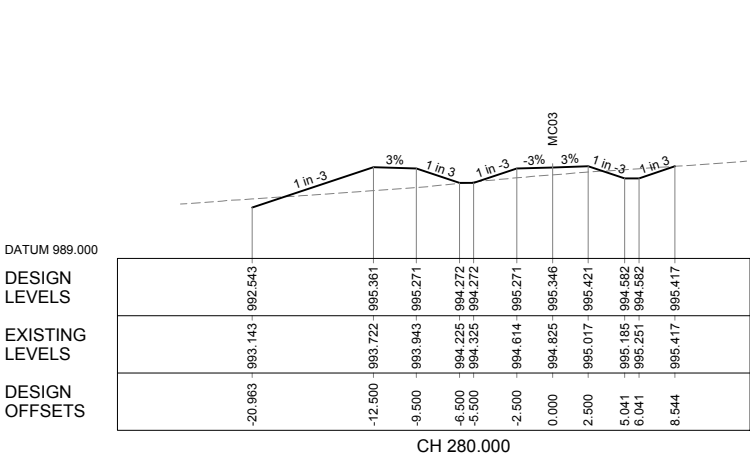 MC03
1 in -3
3%
1 in 3
1 in -3
-3%
3%
1 in -3
1 in 3
DATUM 989.000
DESIGN
LEVELS
992.543 995.361 995.271 994.272 994.272 995.271 995.346 995.421 994.582 994.582 995.417
EXISTING
LEVELS
993.143 993.722 993.943 994.225 994.325 994.614 994.825 995.017 995.185 995.251 995.417
DESIGN
OFFSETS
-20.963 -12.500 -9.500 -6.500 -5.500 -2.500 0.000 2.500 5.041 6.041 8.544
CH 280.000